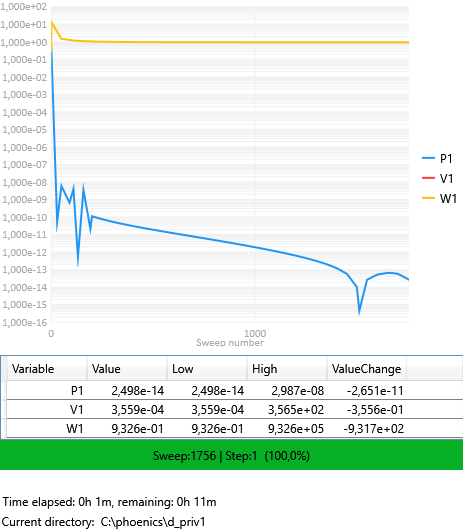 1,000e+02
1,000e+01
1,000e+00
1,000e-01
1,000e-02
1,000e-03
1,000e-04
1,000e-05
1,000e-06
1,000e-07
1,000e-08
1,000e-09
1,000e-10
1,000e-11
1,000e-12
1,000e-13
1,000e-14
1,000e-15
1,000e-16
0 1000
Sweep number
P1
V1
W1
Variable Value Low High ValueChange
P1 2,498e-14 2,498e-14 2,987e-08 -2,651e-11
V1 3,559e-04 3,559e-04 3,565e+02 -3,556e-01
W1 9,326e-01 9,326e-01 9,326e+05 -9,317e+02
Sweep:1756 | Step:1 (100,0%)
Time elapsed: 0h 1m, remaining: 0h 11m
Current directory: C:\phoenics\d_priv1